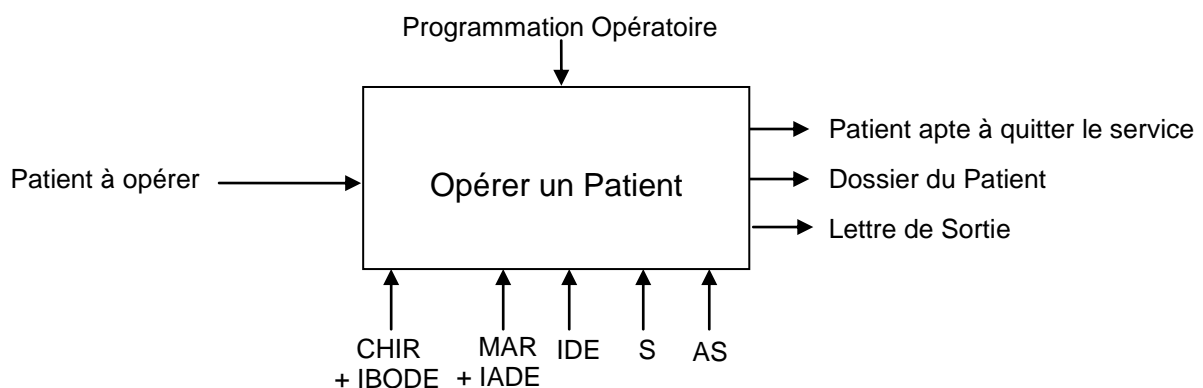 Programmation Opératoire
Patient à opérer
Opérer un Patient
Patient apte à quitter le service
Dossier du Patient
Lettre de Sortie
CHIR
+ IBODE
MAR
+ IADE
IDE
S
AS